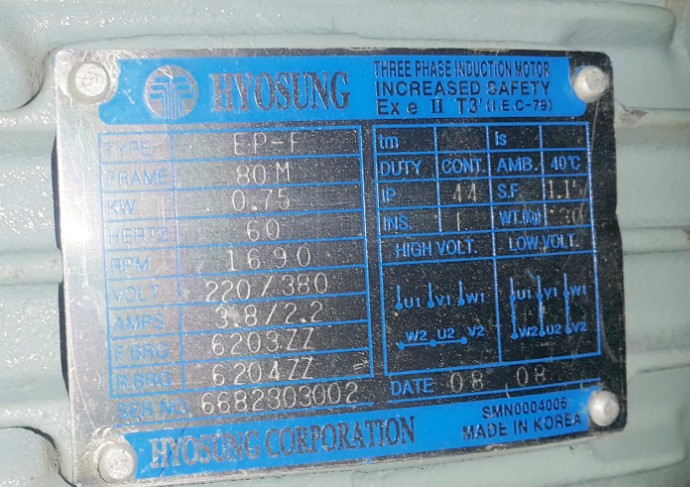 HYOSUNG
THREE PHASE INDUCTION MOTOR
INCREASED SAFETY
Ex e II T3 (I.E.C-79)
TYPE EP-F
FRAME 80M
KW 0.75
HERTZ 60
RPM 1690
VOLT 220/380
AMPS 3.8/2.2
F.BRG 6203ZZ
R.BRG 6204ZZ
SER NO. 6682303002
tm Is
DUTY CONT. AMB. 40℃
IP 44 S.F. 1.15
INS. WT.(kg)
HIGH VOLT. LOW VOLT.
U1 V1 W1 U1 V1 W1
W2 U2 V2 W2 U2 V2
DATE 08 08
HYOSUNG CORPORATION
SMN0004006
MADE IN KOREA